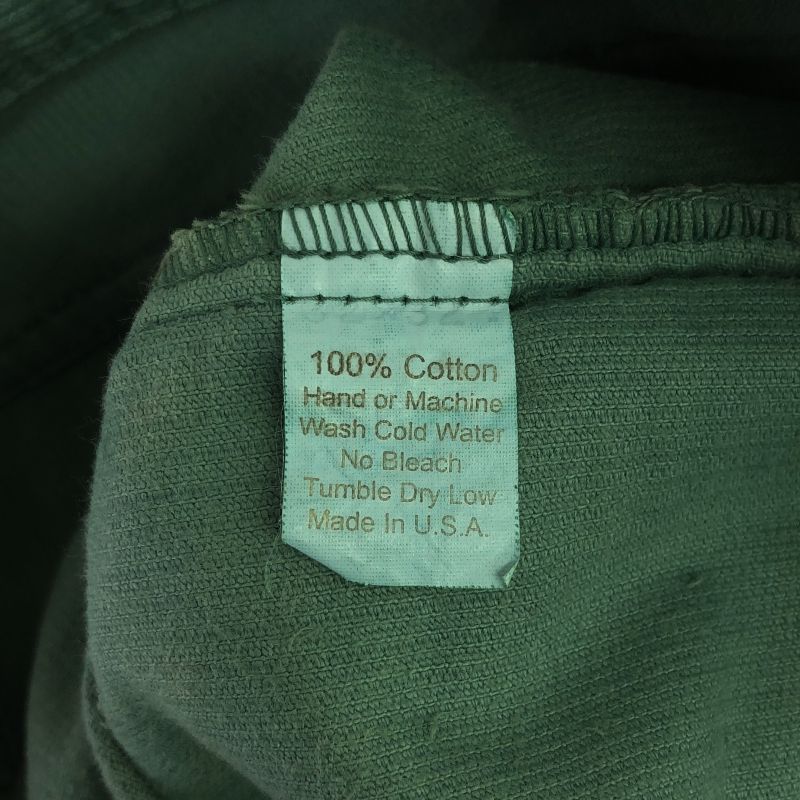 100% Cotton
Hand or Machine
Wash Cold Water
No Bleach
Tumble Dry Low
Made In U.S.A.